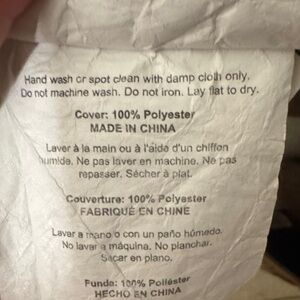 Hand wash or spot clean with damp cloth only.
Do not machine wash. Do not iron. Lay flat to dry.
Cover: 100% Polyester
MADE IN CHINA
Laver à la main ou à l'aide d'un chiffon
humide. Ne pas laver en machine. Ne pas
repasser. Sécher à plat.
Couverture: 100% Polyester
FABRIQUÉ EN CHINE
Lavar a mano o con un paño húmedo.
No lavar a máquina. No planchar.
Secar en plano.
Funda: 100% Poliéster
HECHO EN CHINA